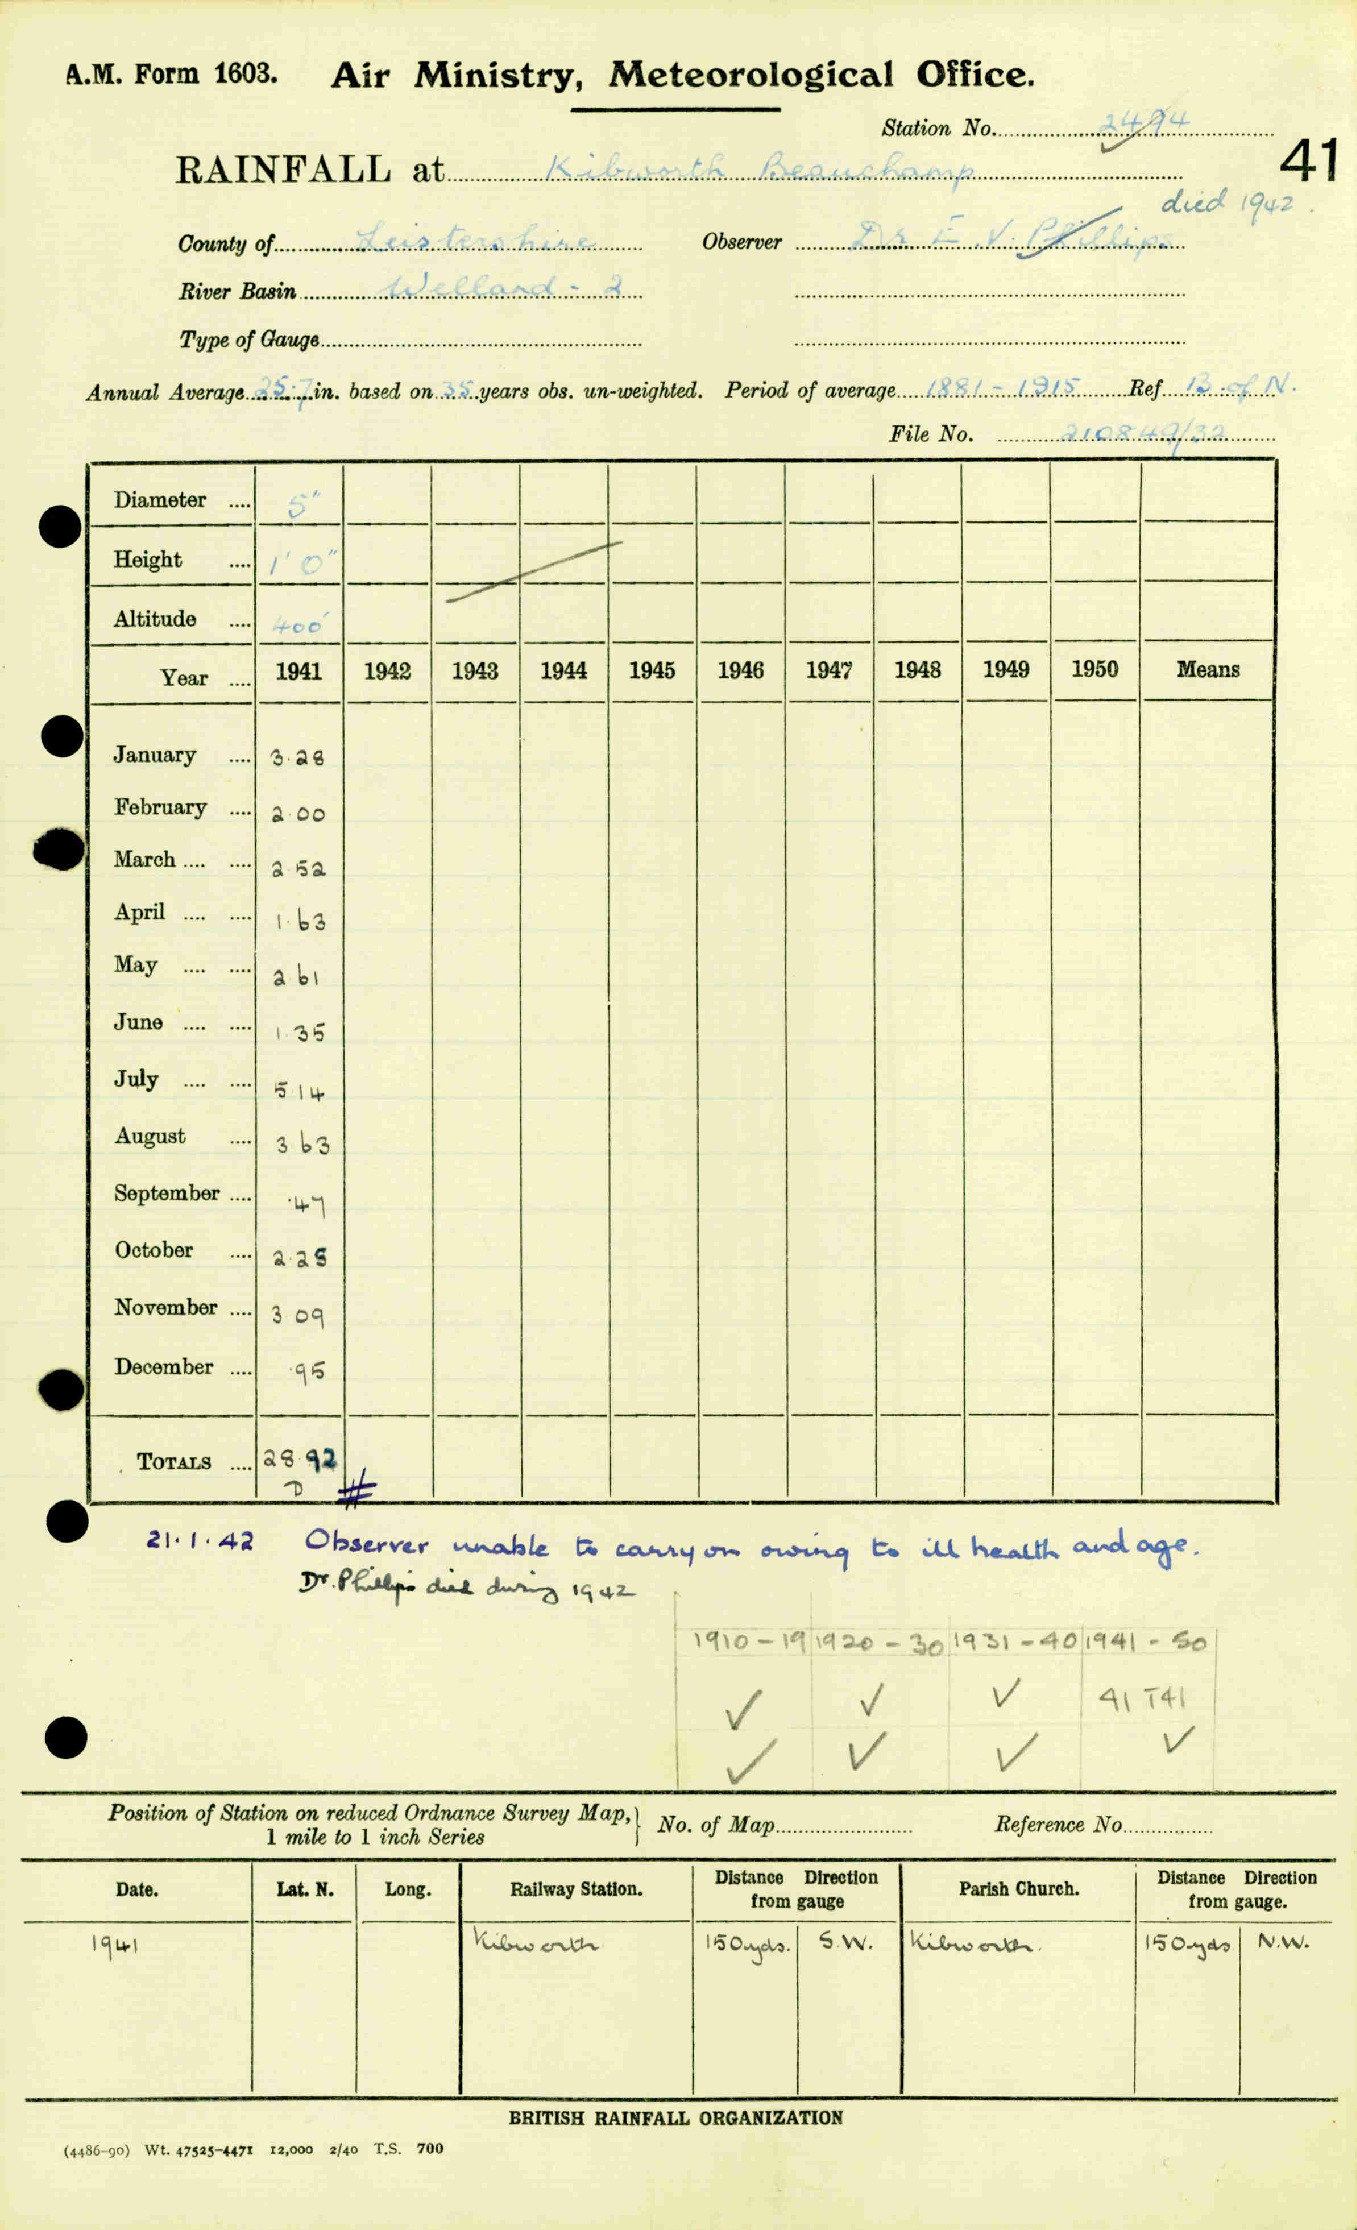 A.M. Form 1603. Air Ministry, Meteorological Office.
Station No. 2494
41
RAINFALL at Kibworth Beauchamp
died 1942.
County of Leistershire Observer Dr E. V. Phillips
River Basin Welland - 2
Type of Gauge
Annual Average 25.7 in. based on 35 years obs. un-weighted. Period of average 1881 - 1915 Ref. B. of N.
File No. 210849/32
Diameter .... 5"
Height .... 1' 0"
Altitude .... 400'
Year .... 1941 1942 1943 1944 1945 1946 1947 1948 1949 1950 Means
January .... 3.28
February .... 2.00
March .... .... 2.52
April .... .... 1.63
May .... .... 2.61
June .... .... 1.35
July .... .... 5.14
August .... 3.63
September .... .47
October .... 2.28
November .... 3.09
December .... .95
TOTALS .... 28.92
D #
21.1.42 Observer unable to carry on owing to ill health and age.
Dr. Phillips died during 1942
1910-19 1920-30 1931-40 1941-50
✓ ✓ ✓ 41 T41
✓ ✓ ✓ ✓
Position of Station on reduced Ordnance Survey Map, } No. of Map Reference No.
1 mile to 1 inch Series
Date. Lat. N. Long. Railway Station. Distance Direction from gauge Parish Church. Distance Direction from gauge.
1941 Kibworth 150 yds. S.W. Kibworth. 150 yds N.W.
BRITISH RAINFALL ORGANIZATION
(4486-90) Wt. 47525-4471 12,000 2/40 T.S. 700